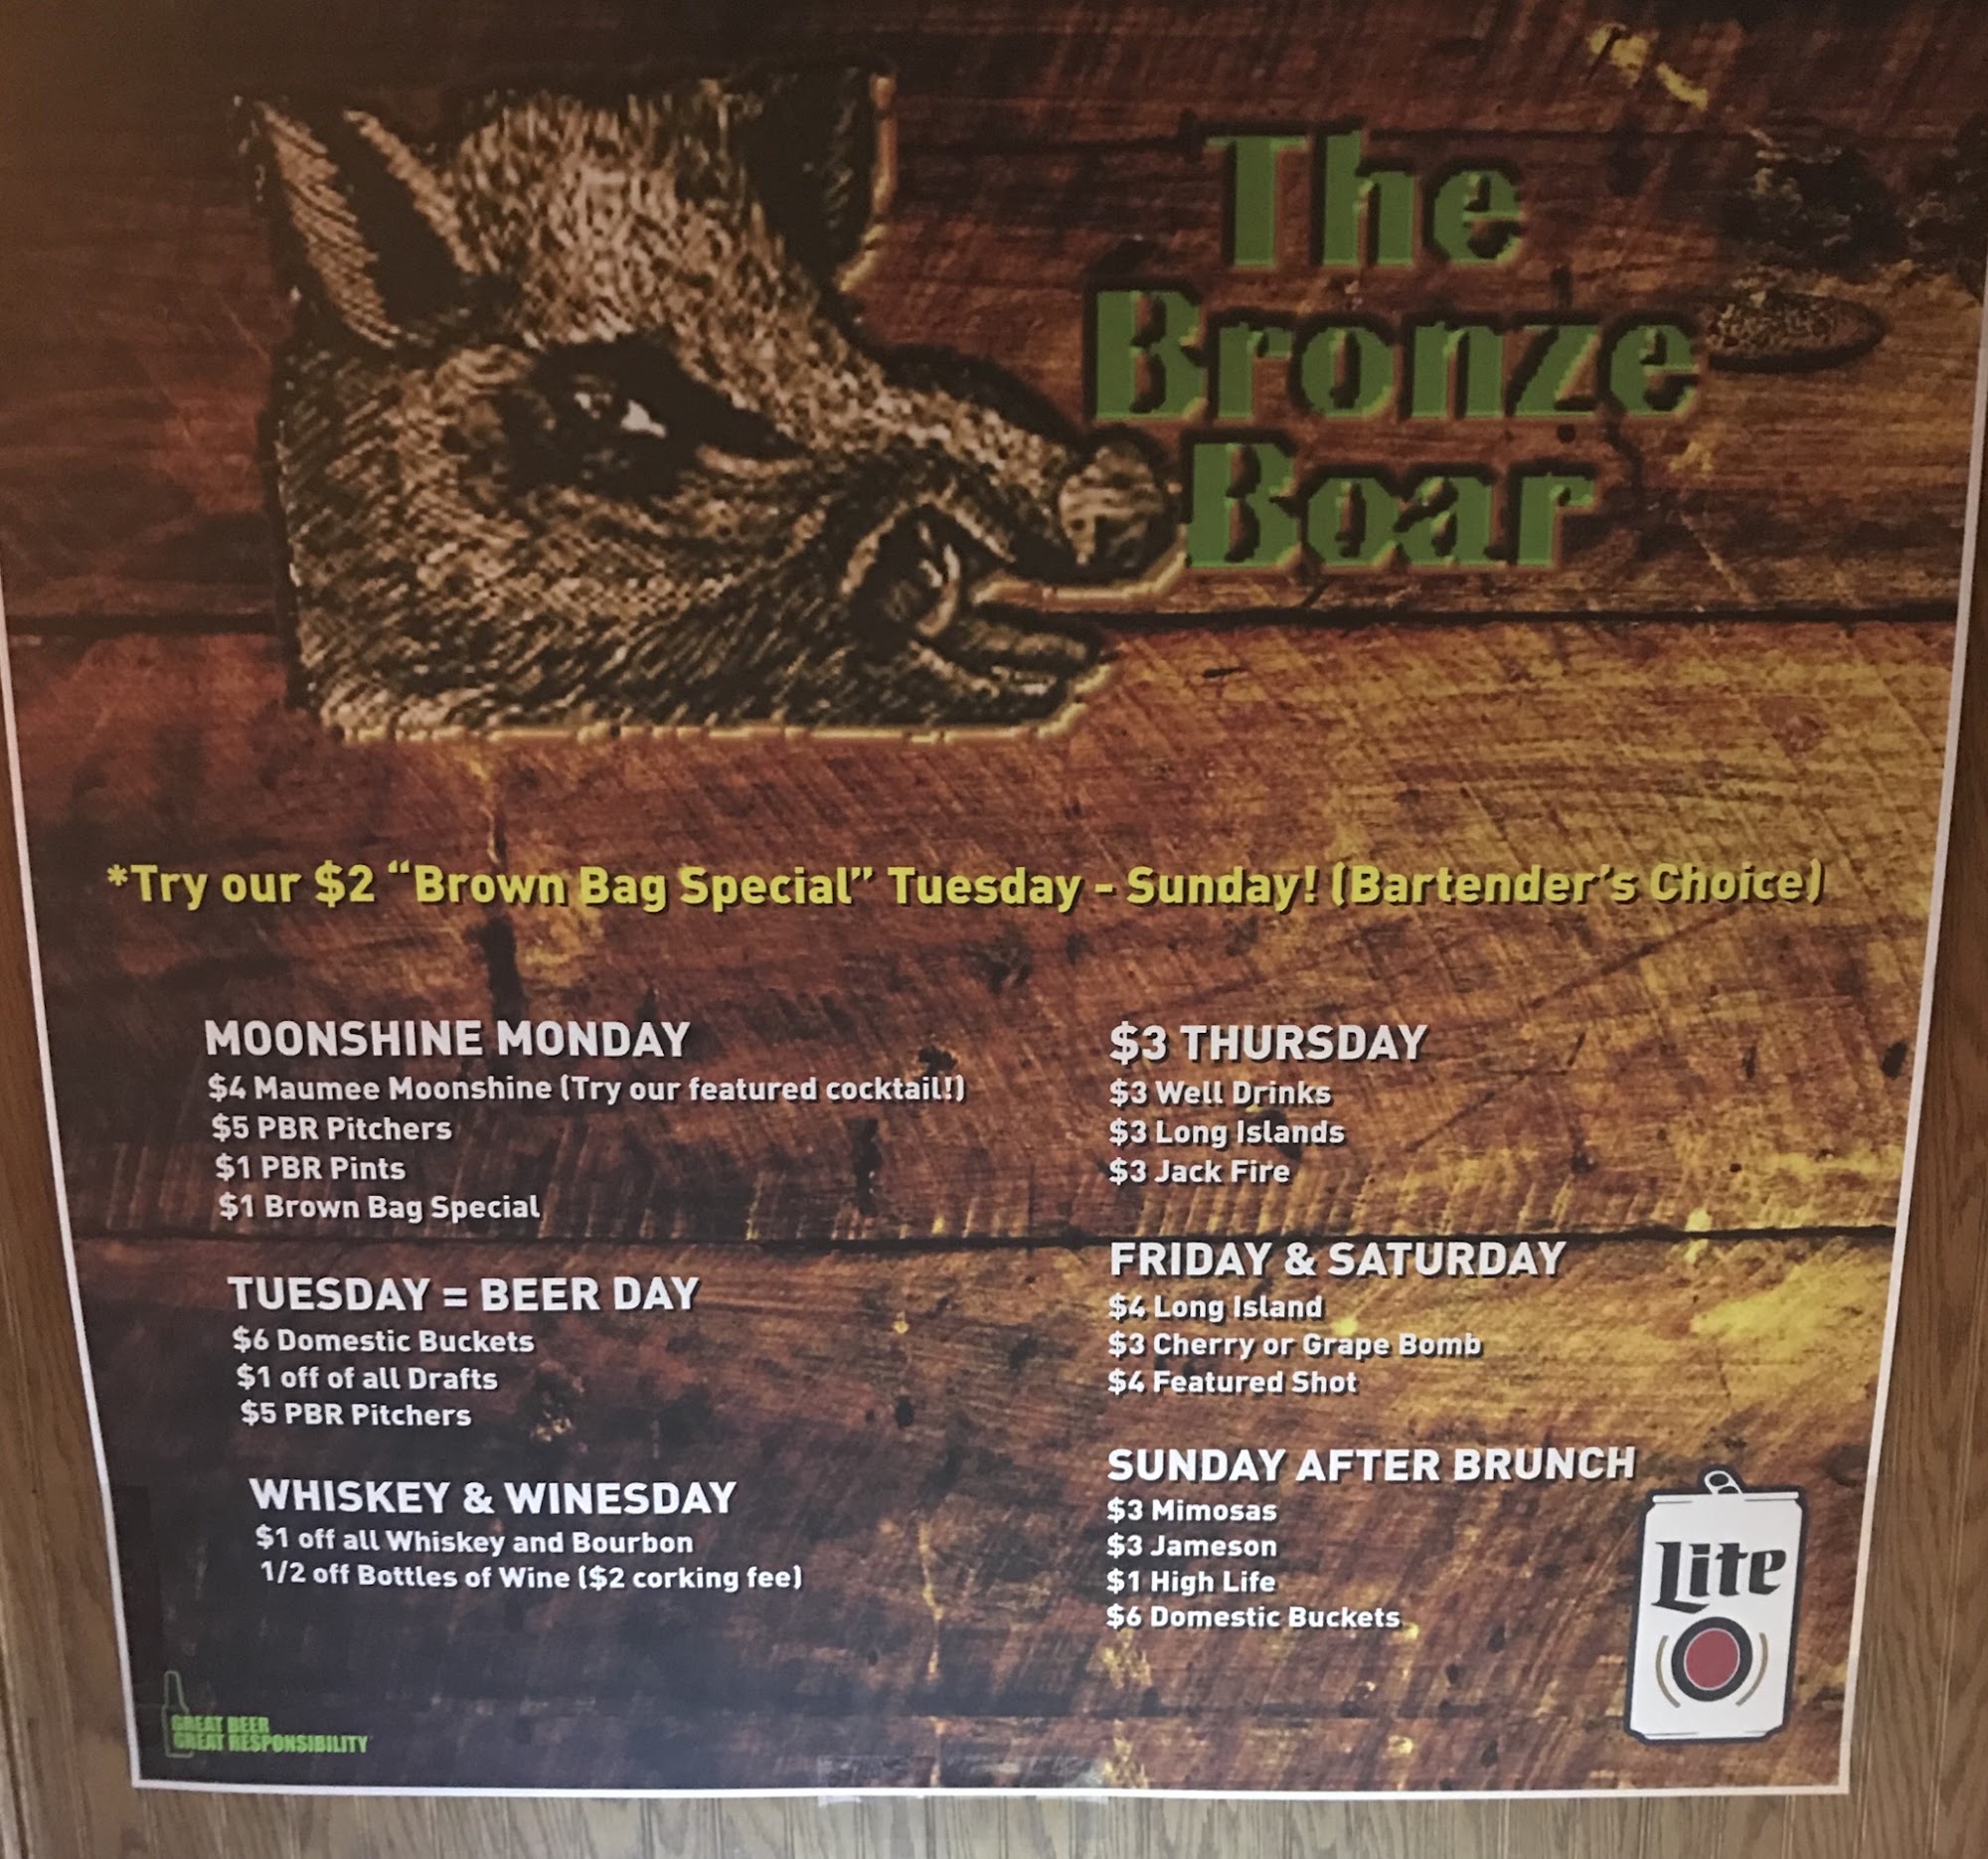 The
Bronze
Boar
*Try our $2 “Brown Bag Special” Tuesday - Sunday! (Bartender’s Choice)
MOONSHINE MONDAY
$4 Maumee Moonshine (Try our featured cocktail!)
$5 PBR Pitchers
$1 PBR Pints
$1 Brown Bag Special
TUESDAY = BEER DAY
$6 Domestic Buckets
$1 off of all Drafts
$5 PBR Pitchers
WHISKEY & WINESDAY
$1 off all Whiskey and Bourbon
1/2 off Bottles of Wine ($2 corking fee)
$3 THURSDAY
$3 Well Drinks
$3 Long Islands
$3 Jack Fire
FRIDAY & SATURDAY
$4 Long Island
$3 Cherry or Grape Bomb
$4 Featured Shot
SUNDAY AFTER BRUNCH
$3 Mimosas
$3 Jameson
$1 High Life
$6 Domestic Buckets
Lite
GREAT BEER
GREAT RESPONSIBILITY